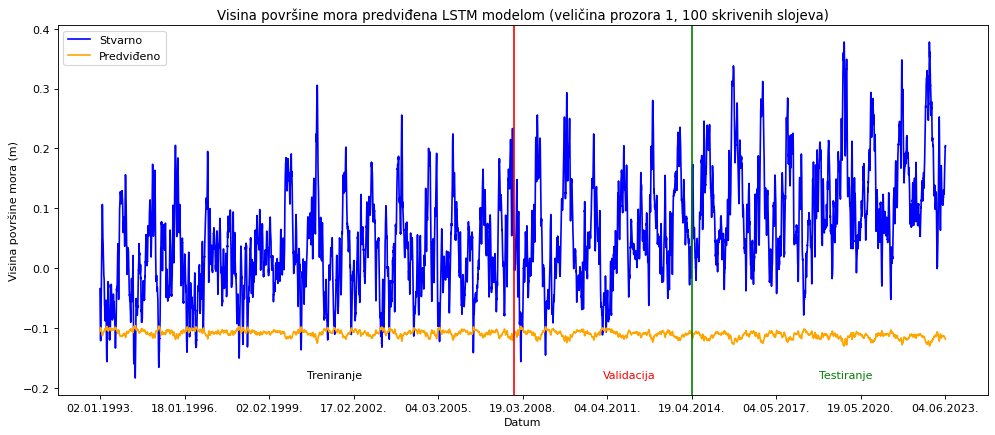 Visina površine mora predviđena LSTM modelom (veličina prozora 1, 100 skrivenih slojeva)
Stvarno
Predviđeno
Visina površine mora (m)
0.4
0.3
0.2
0.1
0.0
−0.1
−0.2
Treniranje
Validacija
Testiranje
02.01.1993.
18.01.1996.
02.02.1999.
17.02.2002.
04.03.2005.
19.03.2008.
04.04.2011.
19.04.2014.
04.05.2017.
19.05.2020.
04.06.2023.
Datum